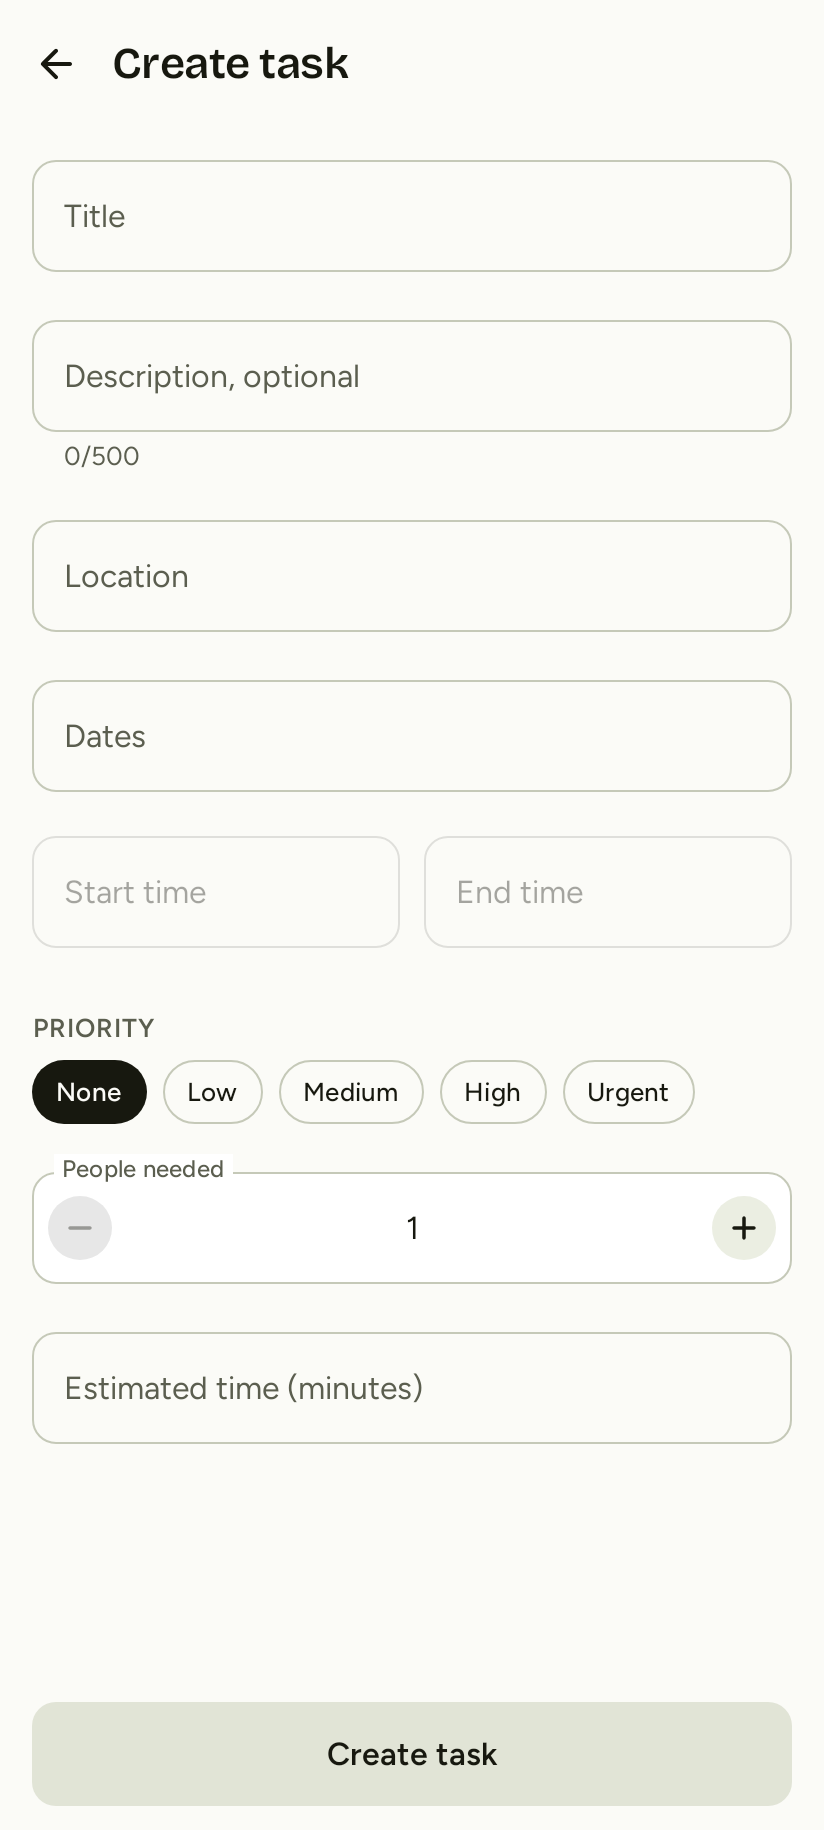 Create task
Title
Description, optional
0/500
Location
Dates
Start time End time
PRIORITY
None Low Medium High Urgent
People needed
1
Estimated time (minutes)
Create task